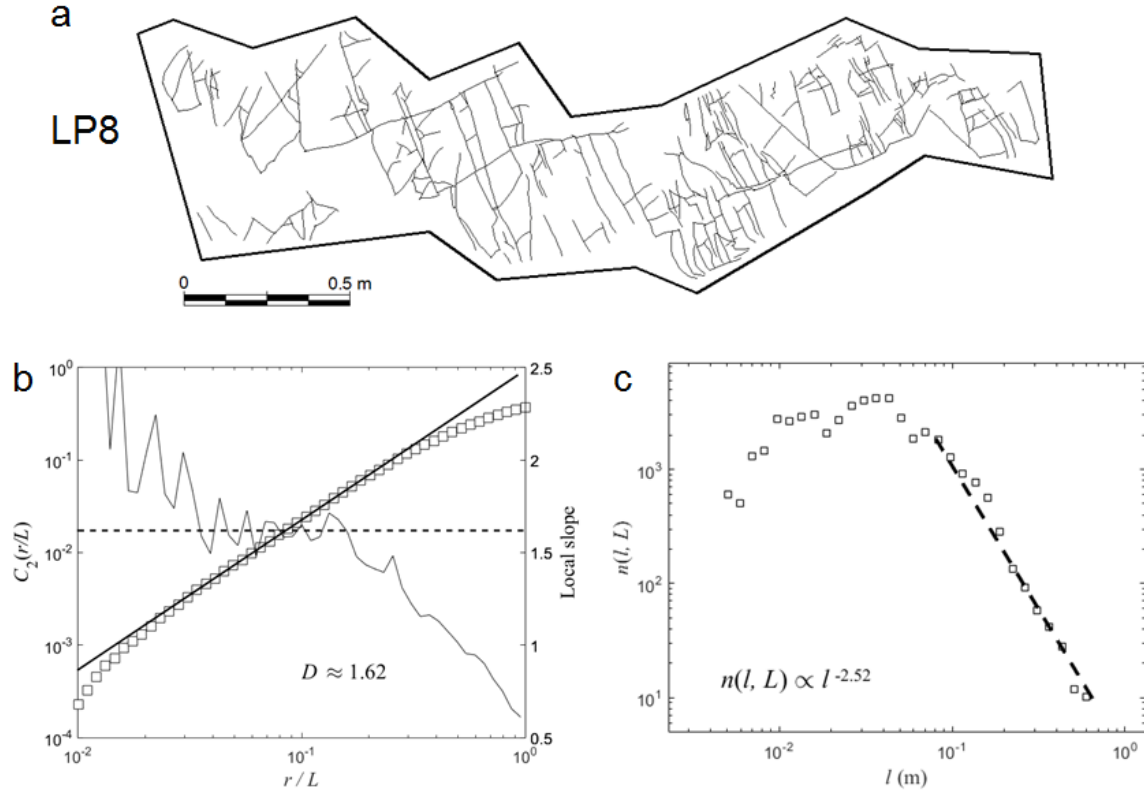 a
LP8
0 0.5 m
b
10^0 2.5
10^-1 2
10^-2 1.5
10^-3 1
10^-4 0.5
C_2(r/L)
Local slope
D ≈ 1.62
10^-2 10^-1 10^0
r / L
c
10^3
10^2
10^1
n(l, L)
n(l, L) ∝ l^-2.52
10^-2 10^-1 10^0
l (m)